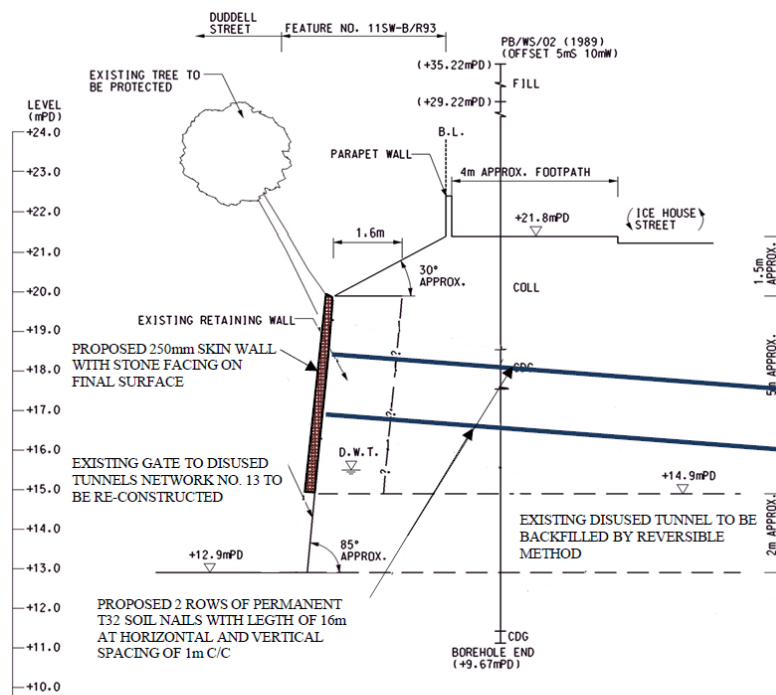 DUDDELL
STREET
FEATURE NO. 11SW-B/R93
PB/WS/02 (1989)
(OFFSET 5mS 10mW)
(+35.22mPD)
FILL
(+29.22mPD)
EXISTING TREE TO
BE PROTECTED
LEVEL
(mPD)
+24.0
+23.0
+22.0
+21.0
+20.0
+19.0
+18.0
+17.0
+16.0
+15.0
+14.0
+13.0
+12.0
+11.0
+10.0
B.L.
PARAPET WALL
4m APPROX. FOOTPATH
+21.8mPD
(ICE HOUSE
STREET)
1.6m
30°
APPROX.
1.5m
APPROX.
COLL
EXISTING RETAINING WALL
PROPOSED 250mm SKIN WALL
WITH STONE FACING ON
FINAL SURFACE
?
CDG
5m APPROX.
?
D.W.T.
?
EXISTING GATE TO DISUSED
TUNNELS NETWORK NO. 13 TO
BE RE-CONSTRUCTED
+14.9mPD
EXISTING DISUSED TUNNEL TO BE
BACKFILLED BY REVERSIBLE
METHOD
2m APPROX.
+12.9mPD
85°
APPROX.
PROPOSED 2 ROWS OF PERMANENT
T32 SOIL NAILS WITH LEGTH OF 16m
AT HORIZONTAL AND VERTICAL
SPACING OF 1m C/C
CDG
BOREHOLE END
(+9.67mPD)